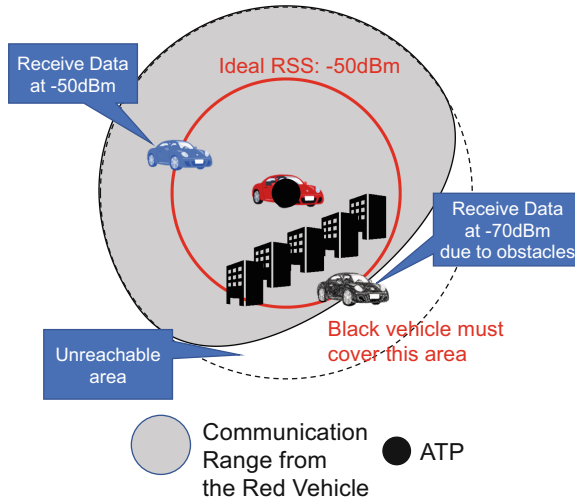 Receive Data
at -50dBm
Ideal RSS: -50dBm
Receive Data
at -70dBm
due to obstacles
Unreachable
area
Black vehicle must
cover this area
Communication
Range from
the Red Vehicle
ATP